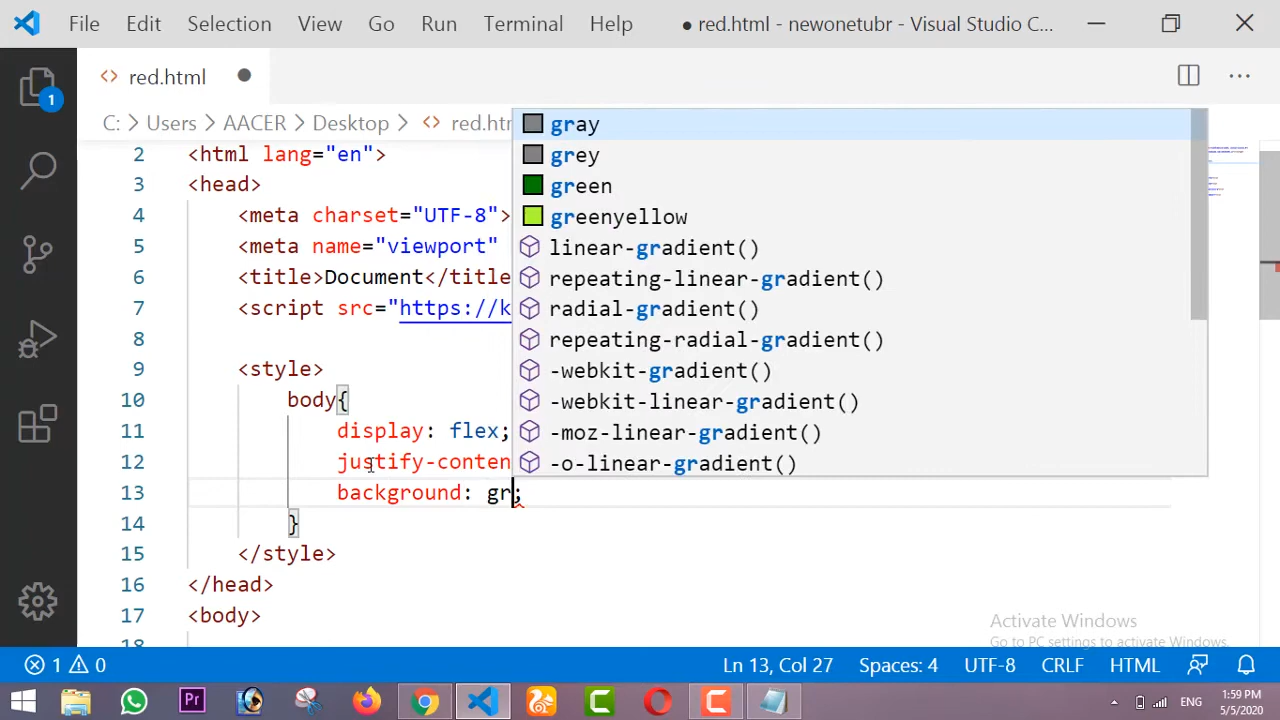 File Edit Selection View Go Run Terminal Help ● red.html - newonetubr - Visual Studio C...
<> red.html ●
C: > Users > AACER > Desktop > <> red.htm
1
gray
grey
green
greenyellow
linear-gradient()
repeating-linear-gradient()
radial-gradient()
repeating-radial-gradient()
-webkit-gradient()
-webkit-linear-gradient()
-moz-linear-gradient()
-o-linear-gradient()
2 <html lang="en">
3 <head>
4 <meta charset="UTF-8">
5 <meta name="viewport"
6 <title>Document</title
7 <script src="https://k
8
9 <style>
10 body{
11 display: flex;
12 justify-conten
13 background: gr;
14 }
15 </style>
16 </head>
17 <body>
18
Activate Windows
Go to PC settings to activate Windows.
1 0 Ln 13, Col 27 Spaces: 4 UTF-8 CRLF HTML
Pr C C ENG 1:59 PM
5/5/2020